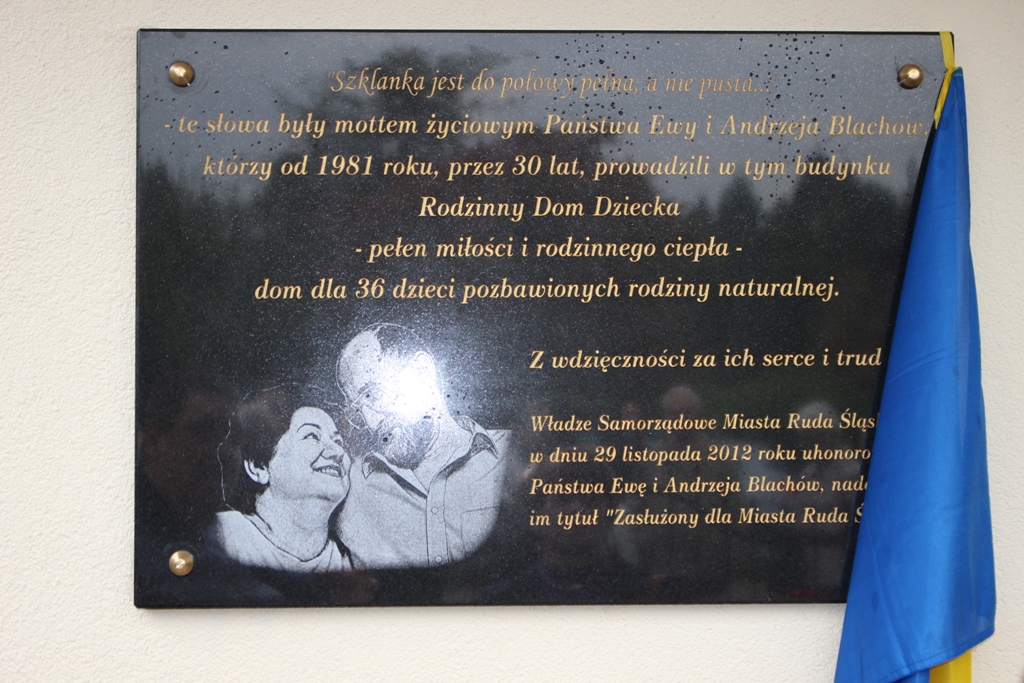 "Szklanka jest do połowy pełna, a nie pusta..."
- te słowa były mottem życiowym Państwa Ewy i Andrzeja Blachów,
którzy od 1981 roku, przez 30 lat, prowadzili w tym budynku
Rodzinny Dom Dziecka
- pełen miłości i rodzinnego ciepła -
dom dla 36 dzieci pozbawionych rodziny naturalnej.
Z wdzięczności za ich serce i trud
Władze Samorządowe Miasta Ruda
w dniu 29 listopada 2012 roku
Państwa Ewę i Andrzeja Blachów,
im tytuł "Zasłużony dla Miasta Ruda